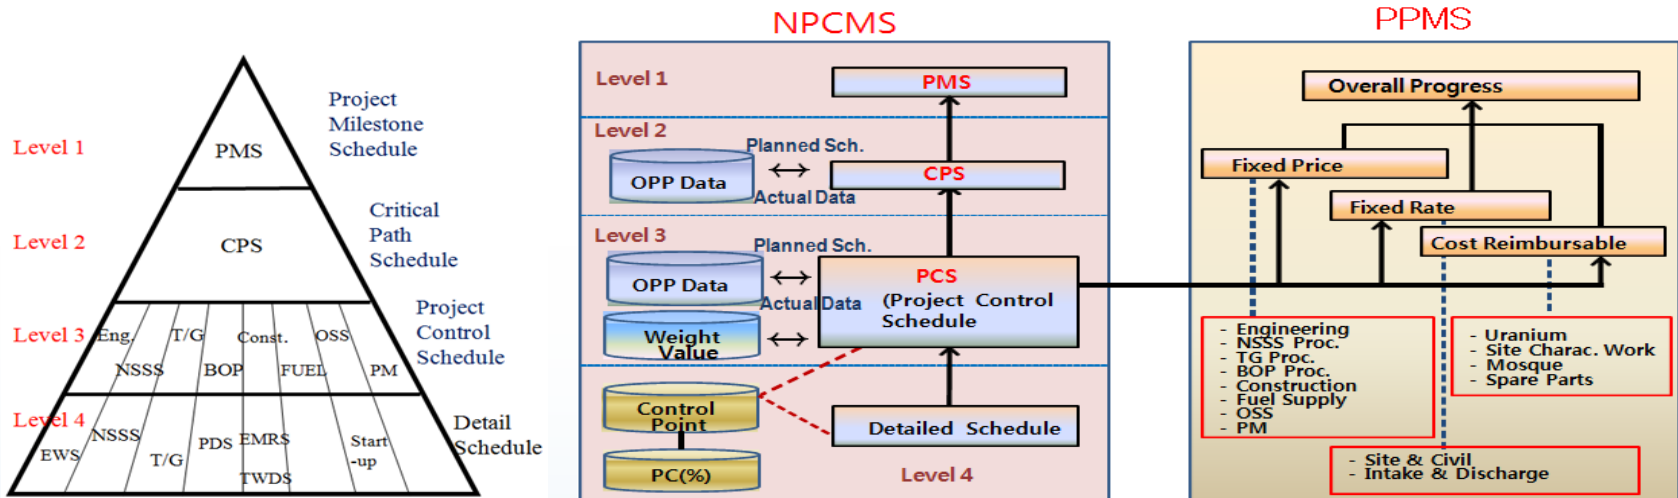 Level 1
PMS
Project
Milestone
Schedule
Level 2
CPS
Critical
Path
Schedule
Level 3
Eng.
T/G
Const.
OSS
NSSS
BOP
FUEL
PM
Project
Control
Schedule
Level 4
NSSS
PDS
EMRS
Start
-up
EWS
T/G
TWDS
Detail
Schedule
NPCMS
Level 1
PMS
Level 2
OPP Data
Planned Sch.
Actual Data
CPS
Level 3
OPP Data
Planned Sch.
Actual Data
Weight
Value
PCS
(Project Control
Schedule
Control
Point
PC(%)
Detailed Schedule
Level 4
PPMS
Overall Progress
Fixed Price
Fixed Rate
Cost Reimbursable
- Engineering
- NSSS Proc.
- TG Proc.
- BOP Proc.
- Construction
- Fuel Supply
- OSS
- PM
- Uranium
- Site Charac. Work
- Mosque
- Spare Parts
- Site & Civil
- Intake & Discharge